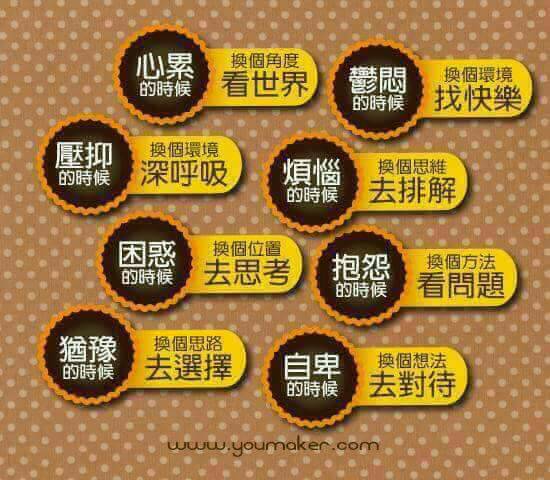 心累
的時候
換個角度
看世界
鬱悶
的時候
換個環境
找快樂
壓抑
的時候
換個環境
深呼吸
煩惱
的時候
換個思維
去排解
困惑
的時候
換個位置
去思考
抱怨
的時候
換個方法
看問題
猶豫
的時候
換個思路
去選擇
自卑
的時候
換個想法
去對待
www.youmaker.com